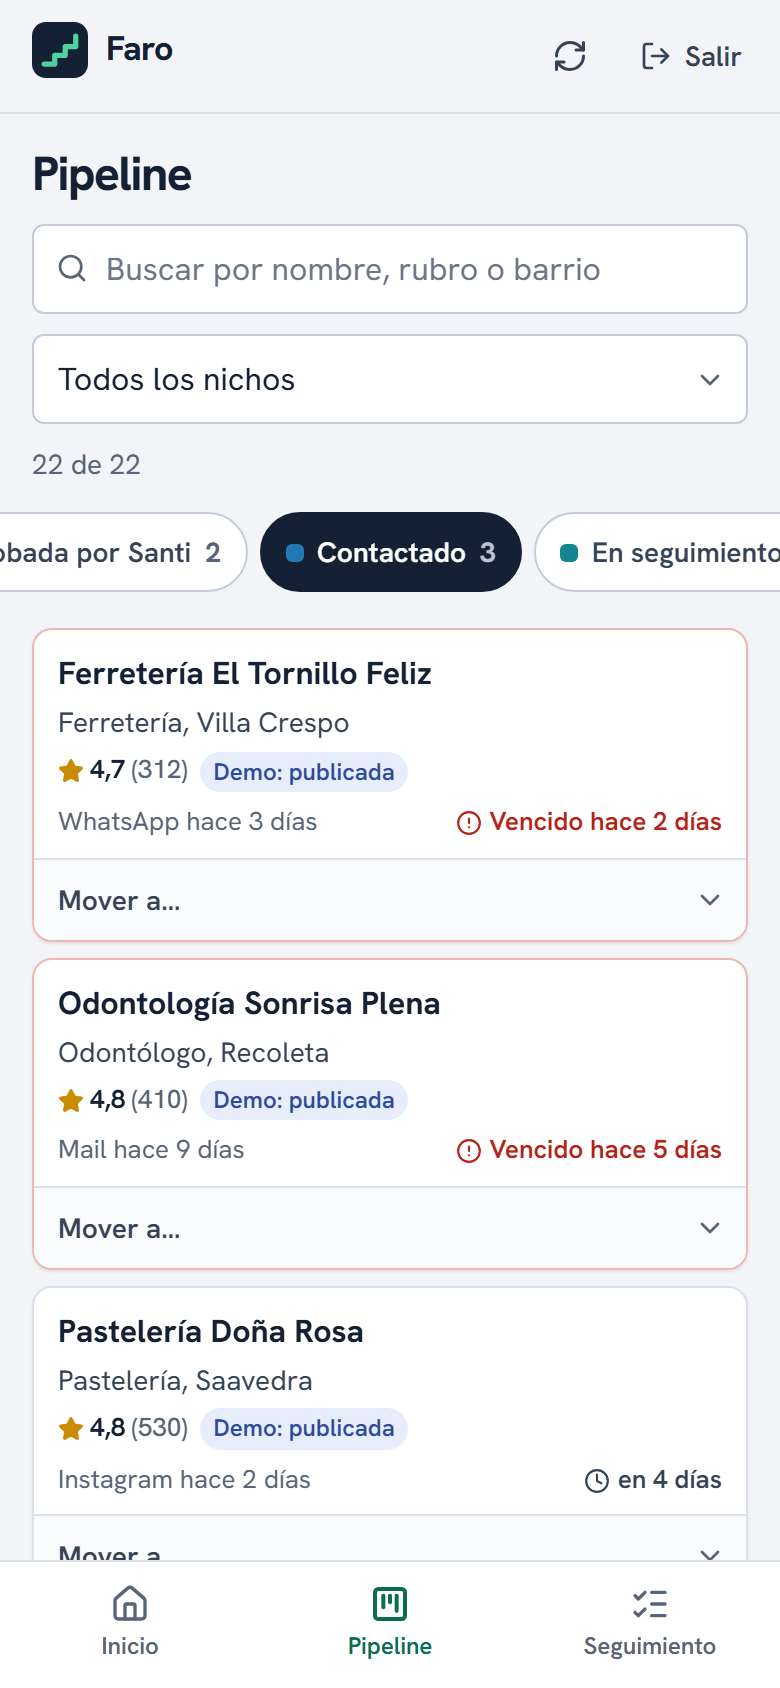 Faro
Salir
Pipeline
Buscar por nombre, rubro o barrio
Todos los nichos
22 de 22
obada por Santi 2
Contactado 3
En seguimiento
Ferretería El Tornillo Feliz
Ferretería, Villa Crespo
4,7 (312) Demo: publicada
WhatsApp hace 3 días Vencido hace 2 días
Mover a...
Odontología Sonrisa Plena
Odontólogo, Recoleta
4,8 (410) Demo: publicada
Mail hace 9 días Vencido hace 5 días
Mover a...
Pastelería Doña Rosa
Pastelería, Saavedra
4,8 (530) Demo: publicada
Instagram hace 2 días en 4 días
Mover a
Inicio
Pipeline
Seguimiento